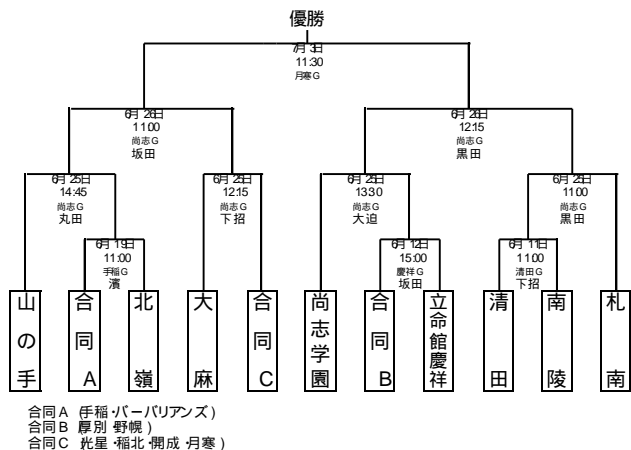 優勝
7月3日
11:30
月寒G
6月26日
11:00
尚志G
坂田
6月26日
12:15
尚志G
黒田
6月25日
14:45
尚志G
丸田
6月25日
12:15
尚志G
下招
6月25日
13:30
尚志G
大迫
6月25日
11:00
尚志G
黒田
6月19日
11:00
手稲G
濱
6月12日
15:00
慶祥G
坂田
6月11日
11:00
清田G
下招
山の手
合同A
北嶺
大麻
合同C
尚志学園
合同B
立命館慶祥
清田
南陵
札南
合同A (手稲・バーバリアンズ)
合同B (厚別・野幌)
合同C (光星・稲北・開成・月寒)